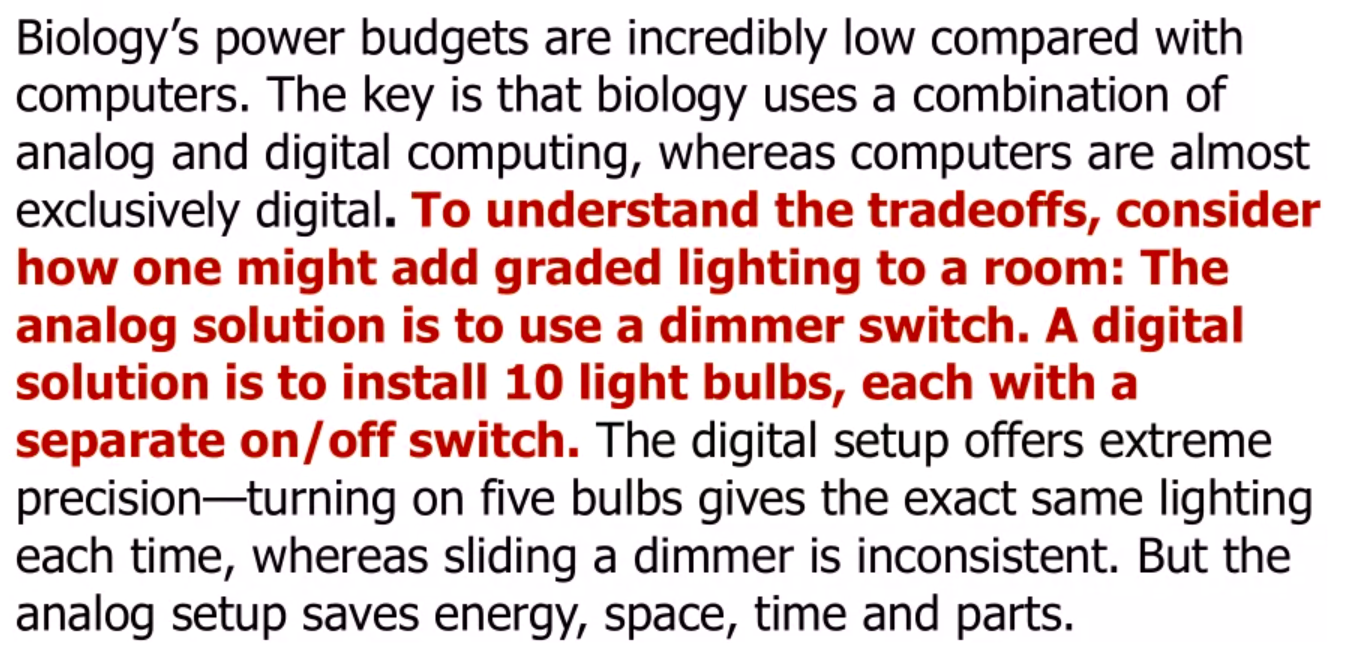 Biology’s power budgets are incredibly low compared with
computers. The key is that biology uses a combination of
analog and digital computing, whereas computers are almost
exclusively digital. To understand the tradeoffs, consider
how one might add graded lighting to a room: The
analog solution is to use a dimmer switch. A digital
solution is to install 10 light bulbs, each with a
separate on/off switch. The digital setup offers extreme
precision—turning on five bulbs gives the exact same lighting
each time, whereas sliding a dimmer is inconsistent. But the
analog setup saves energy, space, time and parts.